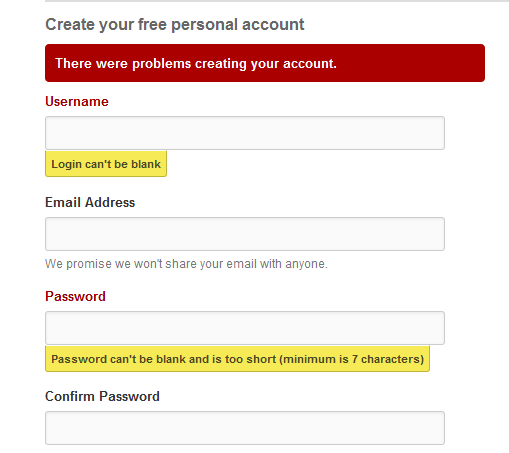 Create your free personal account
There were problems creating your account.
Username
Login can't be blank
Email Address
We promise we won't share your email with anyone.
Password
Password can't be blank and is too short (minimum is 7 characters)
Confirm Password